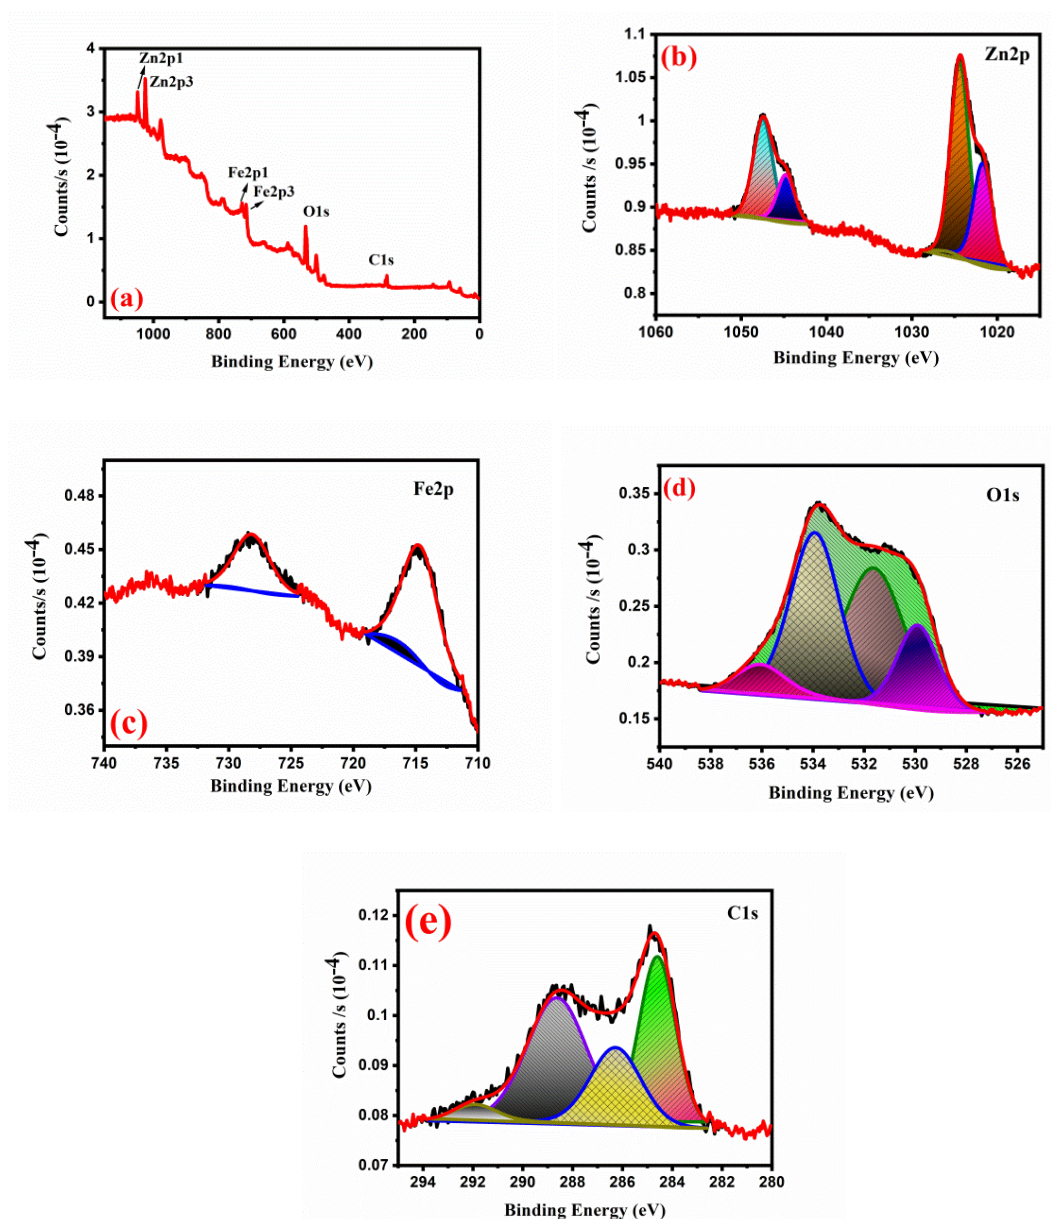 4
3
2
1
0
Counts/s (10-4)
Zn2p1
Zn2p3
Fe2p1
Fe2p3
O1s
C1s
(a)
1000 800 600 400 200 0
Binding Energy (eV)
1.1
1.05
1
0.95
0.9
0.85
0.8
Counts /s (10-4)
(b)
Zn2p
1060 1050 1040 1030 1020
Binding Energy (eV)
0.48
0.45
0.42
0.39
0.36
Counts/s (10-4)
Fe2p
(c)
740 735 730 725 720 715 710
Binding Energy (eV)
0.35
0.3
0.25
0.2
0.15
Counts /s (10-4)
(d)
O1s
540 538 536 534 532 530 528 526
Binding Energy (eV)
0.12
0.11
0.1
0.09
0.08
0.07
Counts /s (10-4)
(e)
C1s
294 292 290 288 286 284 282 280
Binding Energy (eV)